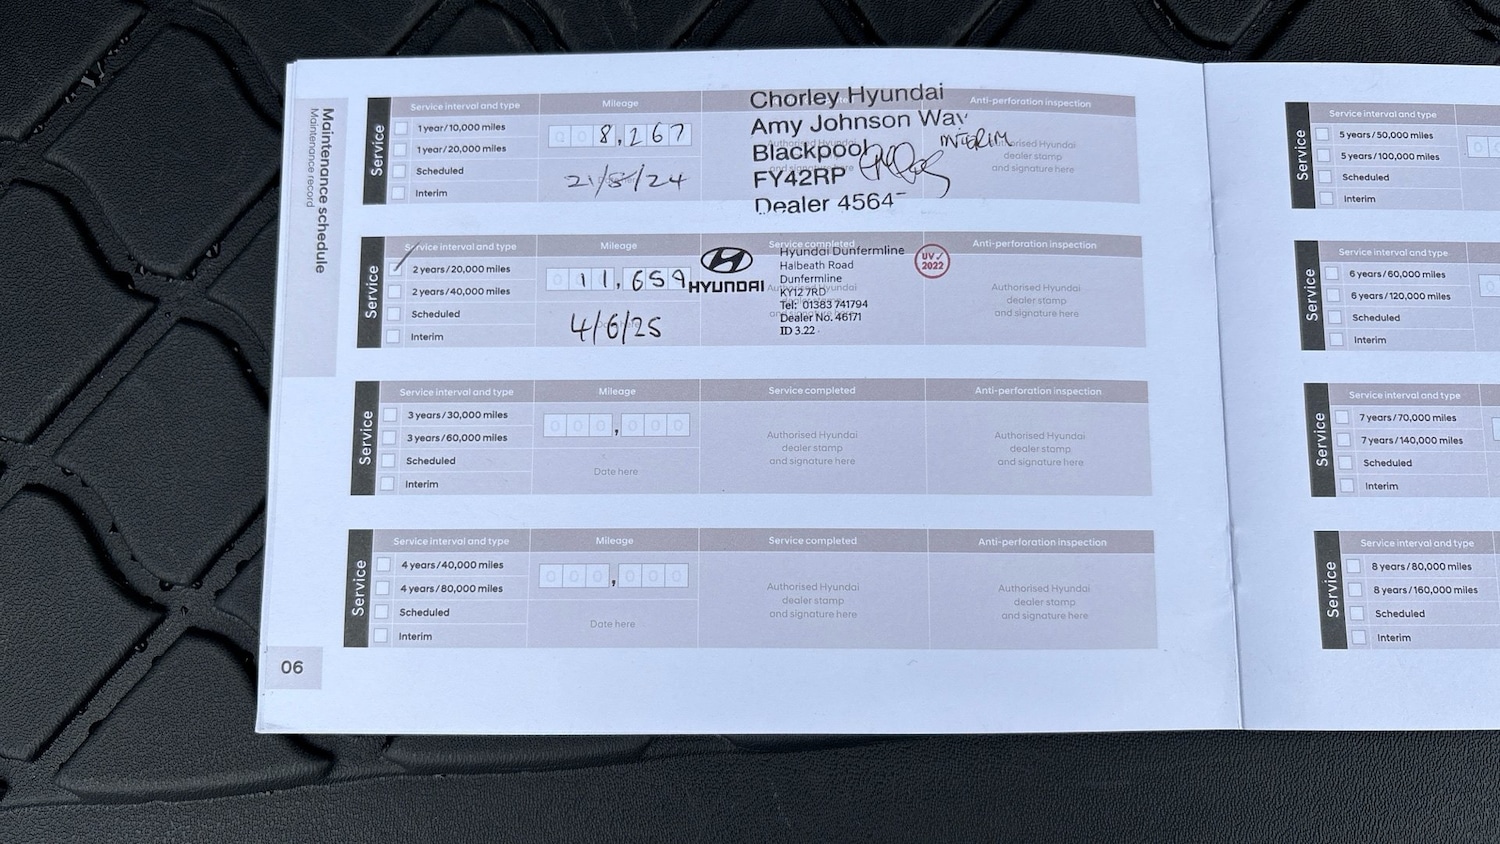 Maintenance schedule
Maintenance record
Service
Service interval and type
Mileage
Anti-perforation inspection
1 year/10,000 miles
1 year/20,000 miles
Scheduled
Interim
008,267
21/5/24
Chorley Hyundai
Amy Johnson Way
Blackpool
FY42RP
Dealer 4564
INTERIM
Authorised Hyundai
dealer stamp
and signature here
Service
Service interval and type
Mileage
Service completed
Anti-perforation inspection
2 years/20,000 miles
2 years/40,000 miles
Scheduled
Interim
011,659
4/6/25
HYUNDAI
Hyundai Dunfermline
Halbeath Road
Dunfermline
KY12 7RD
Tel: 01383 741794
Dealer No. 46171
ID 3.22
UV✓
2022
Authorised Hyundai
dealer stamp
and signature here
Service
Service interval and type
Mileage
Service completed
Anti-perforation inspection
3 years/30,000 miles
3 years/60,000 miles
Scheduled
Interim
000,000
Date here
Authorised Hyundai
dealer stamp
and signature here
Authorised Hyundai
dealer stamp
and signature here
Service
Service interval and type
Mileage
Service completed
Anti-perforation inspection
4 years/40,000 miles
4 years/80,000 miles
Scheduled
Interim
000,000
Date here
Authorised Hyundai
dealer stamp
and signature here
Authorised Hyundai
dealer stamp
and signature here
06
Service
Service interval and type
5 years/50,000 miles
5 years/100,000 miles
Scheduled
Interim
Service
Service interval and type
6 years/60,000 miles
6 years/120,000 miles
Scheduled
Interim
Service
Service interval and type
7 years/70,000 miles
7 years/140,000 miles
Scheduled
Interim
Service
Service interval and type
8 years/80,000 miles
8 years/160,000 miles
Scheduled
Interim